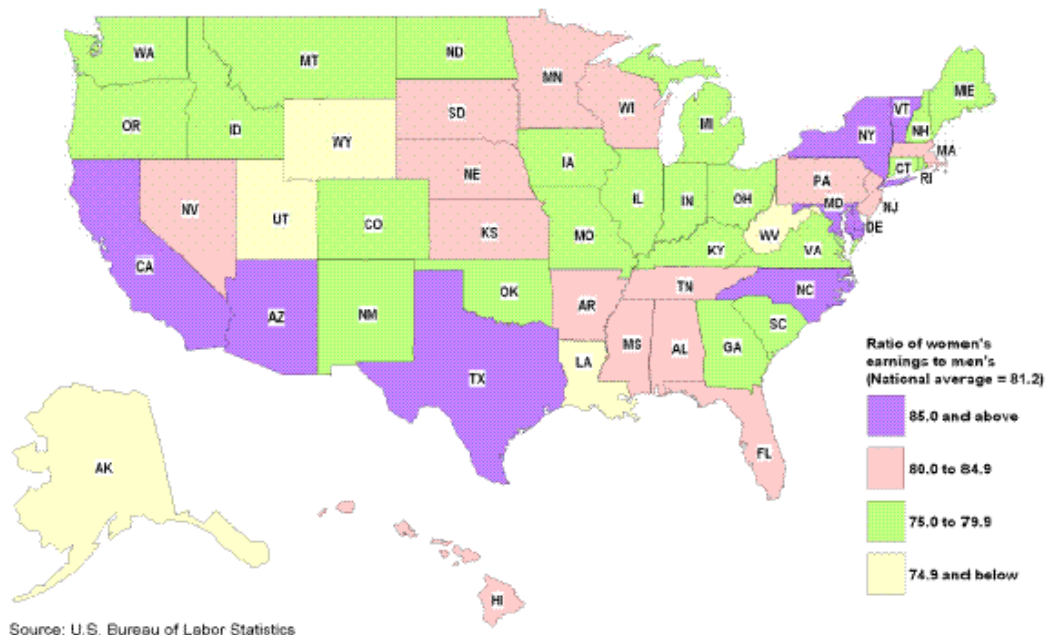 WA
MT
ND
MN
MIE
OR
ID
SD
WI
VT
NH
WY
MI
NY
MA
NE
IA
CT
RI
PA
NV
UT
CO
IL
IN
OH
MD
NJ
DE
KS
MO
WV
VA
CA
KY
AZ
NM
OK
AR
TN
NC
SC
MS
AL
GA
TX
LA
FL
AK
HI
Ratio of women's
earnings to men's
(National average = 81.2)
85.0 and above
80.0 to 84.9
75.0 to 79.9
74.9 and below
Source: U.S. Bureau of Labor Statistics